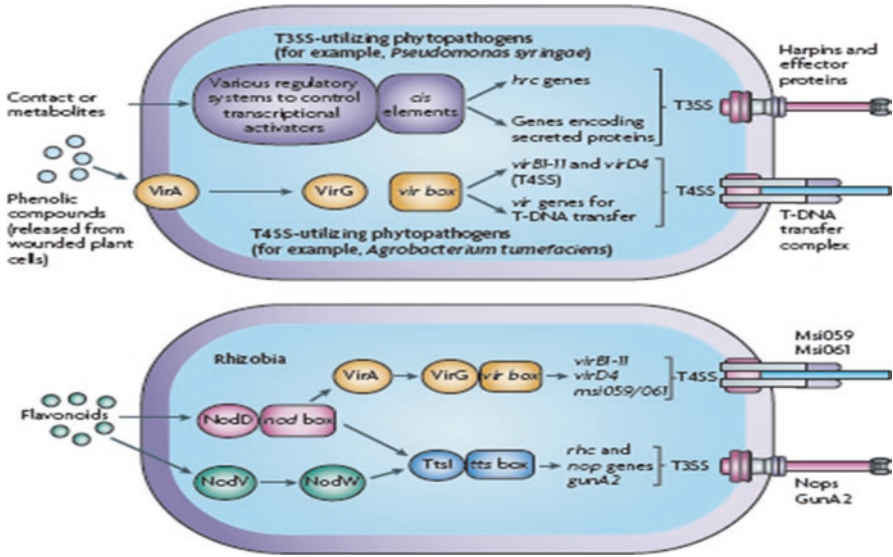 T3SS-utilizing phytopathogens
(for example, Pseudomonas syringae)
Contact or
metabolites
Various regulatory
systems to control
transcriptional
activators
cis
elements
hrc genes
Genes encoding
secreted proteins
T3SS
Harpins and
effector
proteins
Phenolic
compounds
(released from
wounded plant
cells)
VirA
VirG
vir box
virB1-11 and virD4
(T4SS)
vir genes for
T-DNA transfer
T4SS
T-DNA
transfer
complex
T4SS-utilizing phytopathogens
(for example, Agrobacterium tumefaciens)
Rhizobia
Flavonoids
NodD
nod box
VirA
VirG
vir box
virB1-11
virD4
msi059/061
T4SS
Msi059
Msi061
NodV
NodW
TtsI
tts box
rhc and
nop genes
gunA2
T3SS
Nops
GunA2